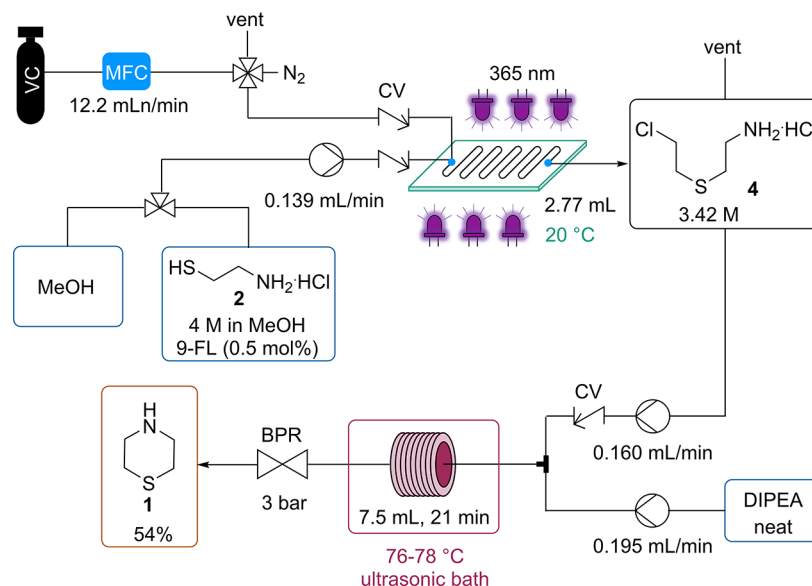 vent
VC
MFC
N2
12.2 mLn/min
CV
365 nm
vent
0.139 mL/min
2.77 mL
20 °C
Cl
NH2·HCl
S
4
3.42 M
MeOH
HS
NH2·HCl
2
4 M in MeOH
9-FL (0.5 mol%)
H
N
S
1
54%
BPR
3 bar
7.5 mL, 21 min
76-78 °C
ultrasonic bath
CV
0.160 mL/min
0.195 mL/min
DIPEA
neat